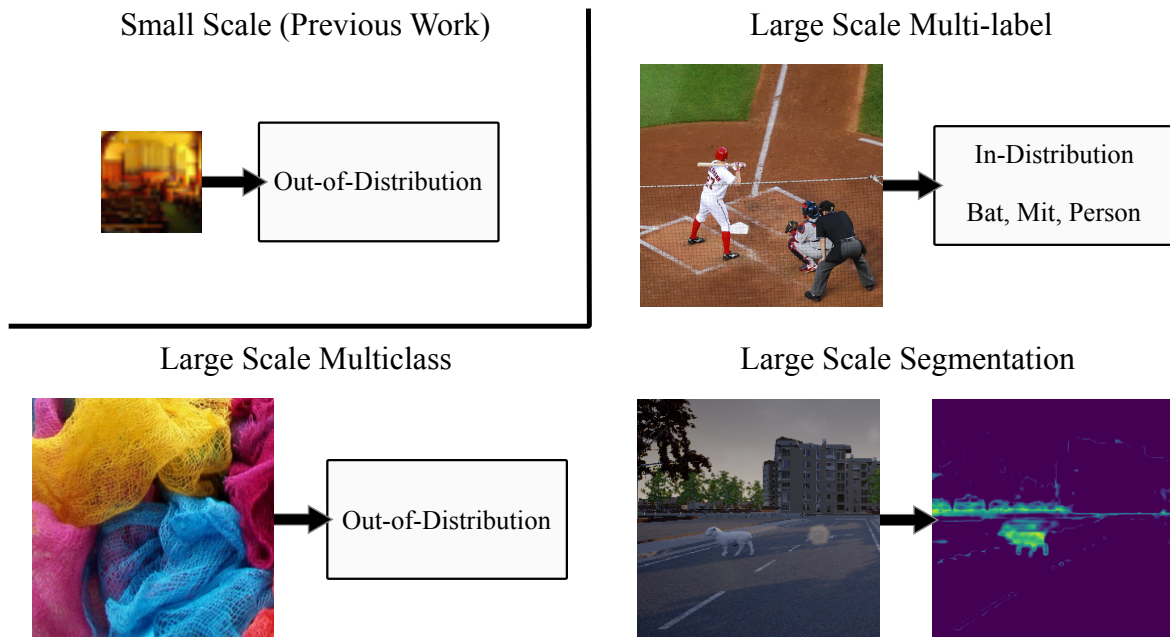 Small Scale (Previous Work)
Out-of-Distribution
Large Scale Multi-label
In-Distribution
Bat, Mit, Person
Large Scale Multiclass
Out-of-Distribution
Large Scale Segmentation